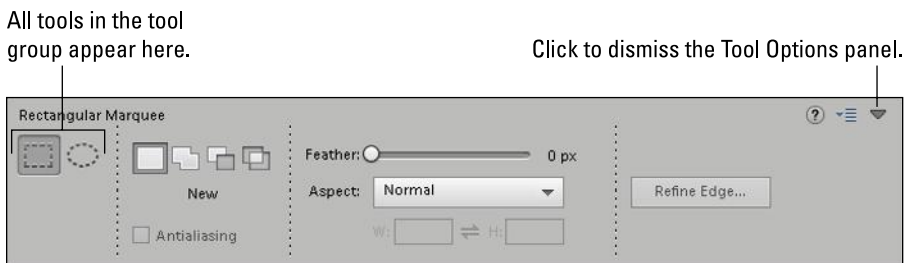 All tools in the tool
group appear here.
Click to dismiss the Tool Options panel.
Rectangular Marquee
?
Feather: 0 px
New
Aspect: Normal
Refine Edge...
Antialiasing
W: H: